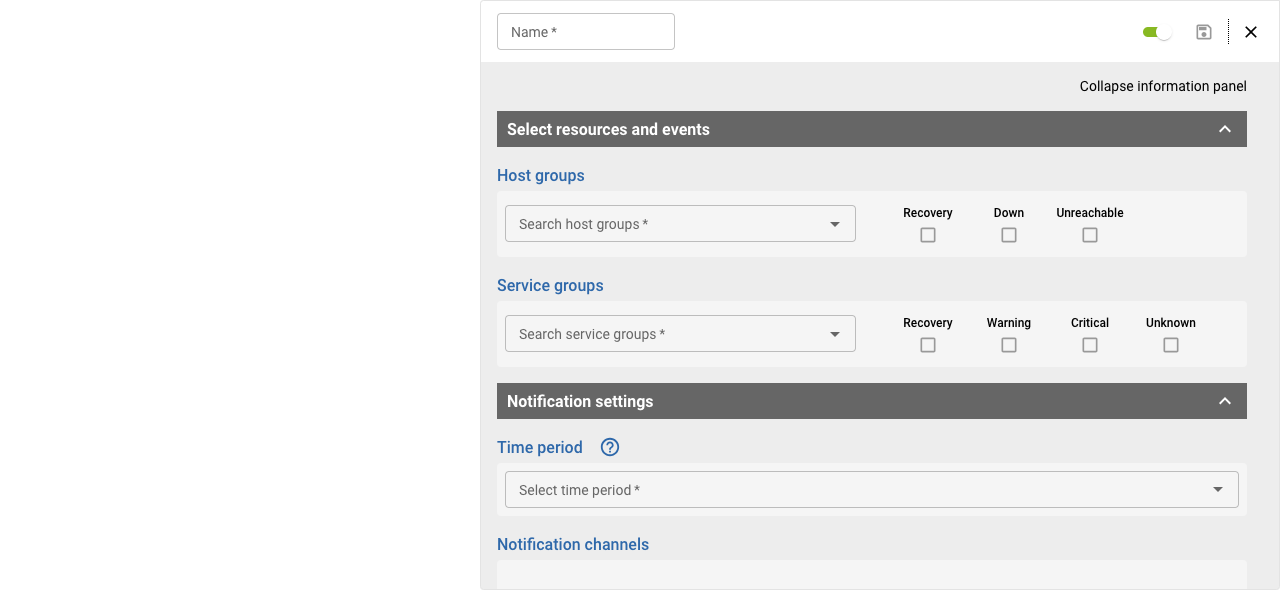 Name *
Collapse information panel
Select resources and events
Host groups
Search host groups *
Recovery Down Unreachable
Service groups
Search service groups *
Recovery Warning Critical Unknown
Notification settings
Time period ?
Select time period *
Notification channels